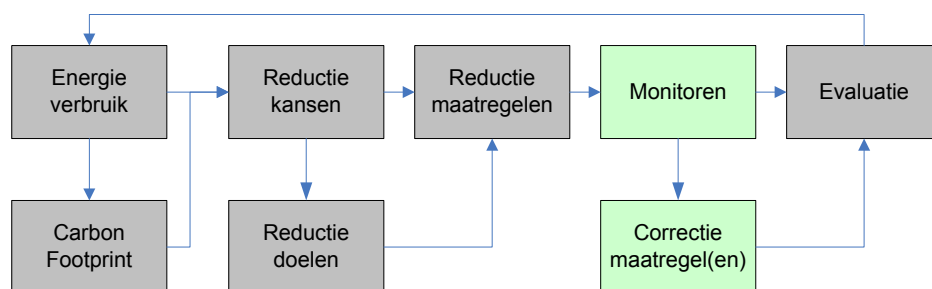 Energie
verbruik
Reductie
kansen
Reductie
maatregelen
Monitoren
Evaluatie
Carbon
Footprint
Reductie
doelen
Correctie
maatregel(en)